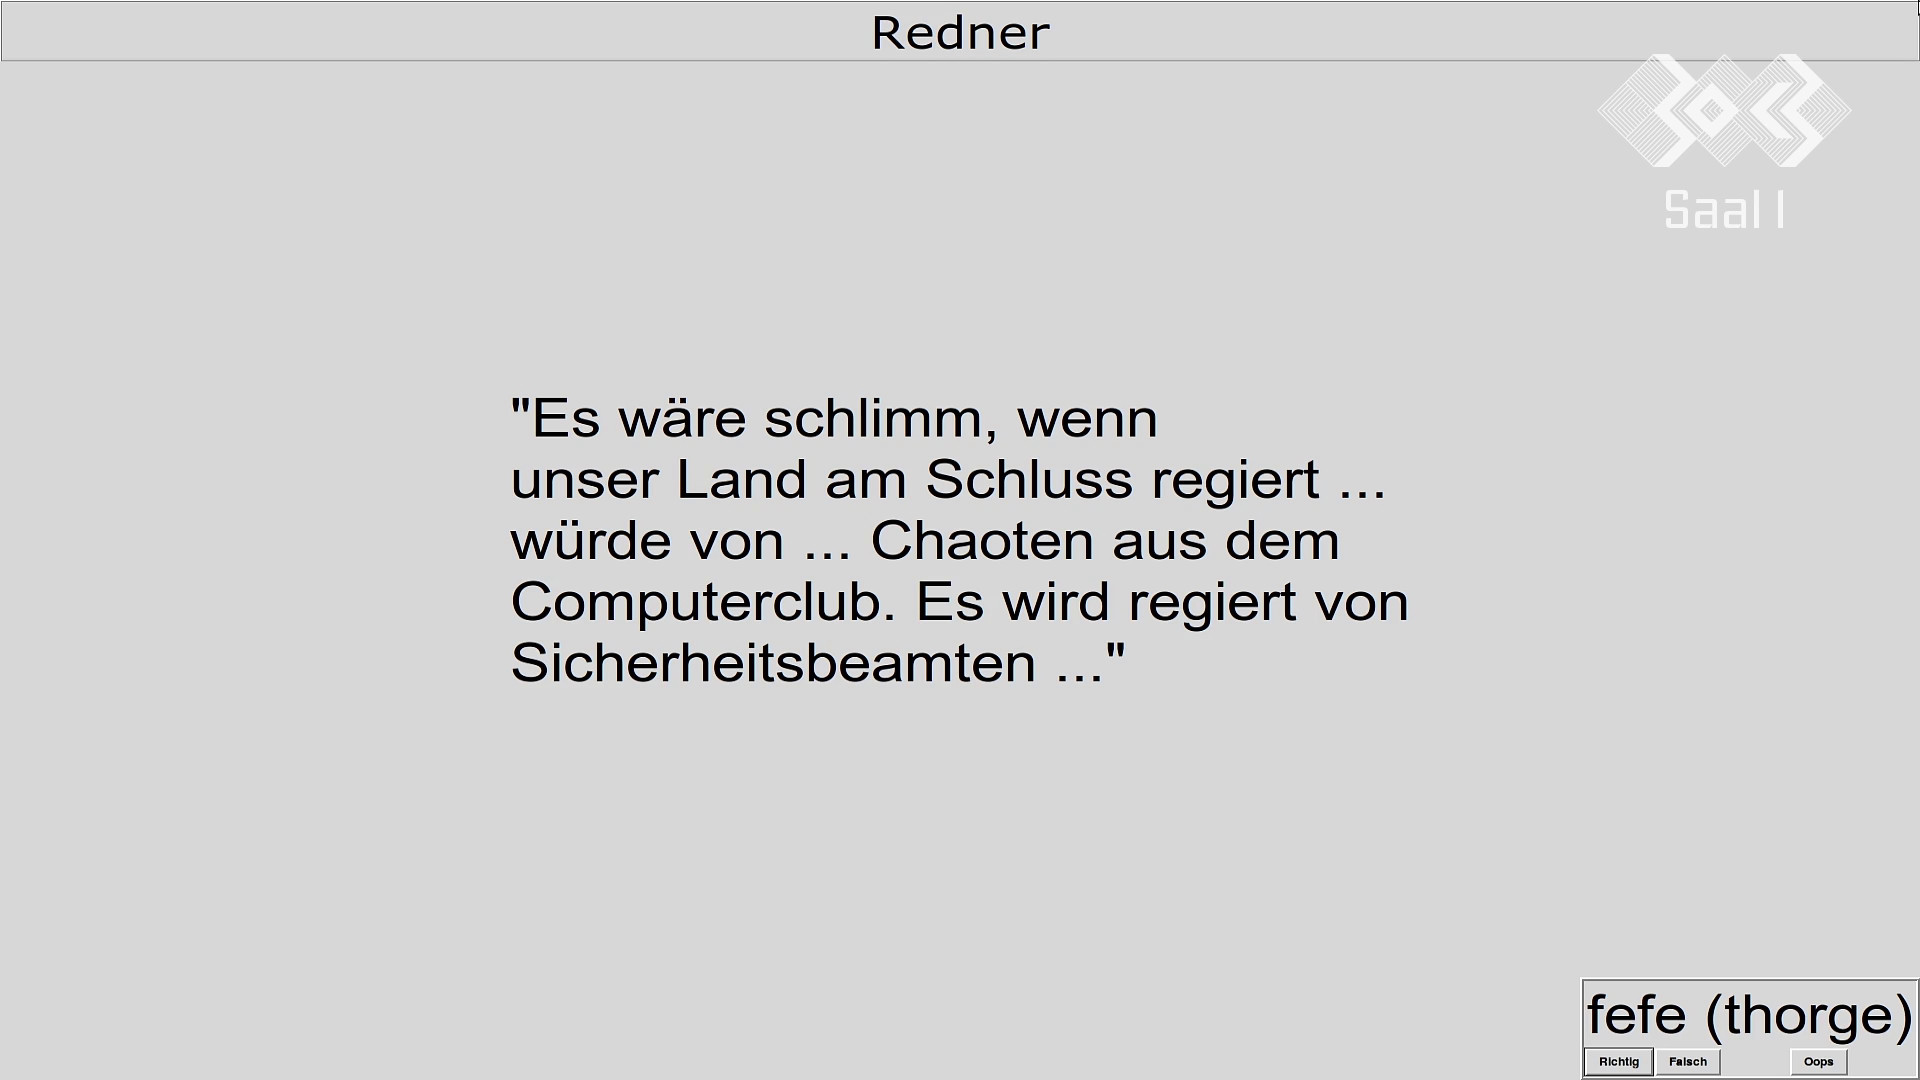 Redner
Saal 1
"Es wäre schlimm, wenn
unser Land am Schluss regiert ...
würde von ... Chaoten aus dem
Computerclub. Es wird regiert von
Sicherheitsbeamten ..."
fefe (thorge)
Richtig Falsch Oops